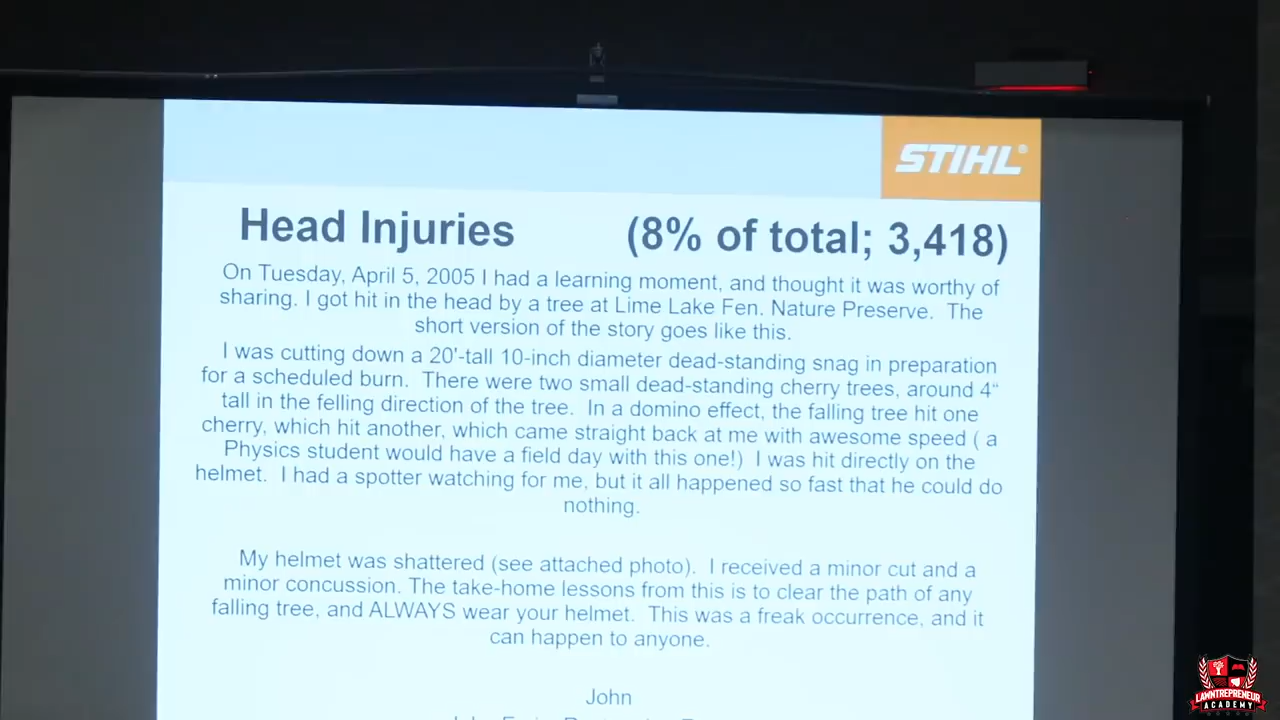 STIHL®
Head Injuries (8% of total; 3,418)
On Tuesday, April 5, 2005 I had a learning moment, and thought it was worthy of
sharing. I got hit in the head by a tree at Lime Lake Fen. Nature Preserve. The
short version of the story goes like this.
I was cutting down a 20'-tall 10-inch diameter dead-standing snag in preparation
for a scheduled burn. There were two small dead-standing cherry trees, around 4“
tall in the felling direction of the tree. In a domino effect, the falling tree hit one
cherry, which hit another, which came straight back at me with awesome speed ( a
Physics student would have a field day with this one!) I was hit directly on the
helmet. I had a spotter watching for me, but it all happened so fast that he could do
nothing.
My helmet was shattered (see attached photo). I received a minor cut and a
minor concussion. The take-home lessons from this is to clear the path of any
falling tree, and ALWAYS wear your helmet. This was a freak occurrence, and it
can happen to anyone.
John
LAWNTREPRENEUR
ACADEMY